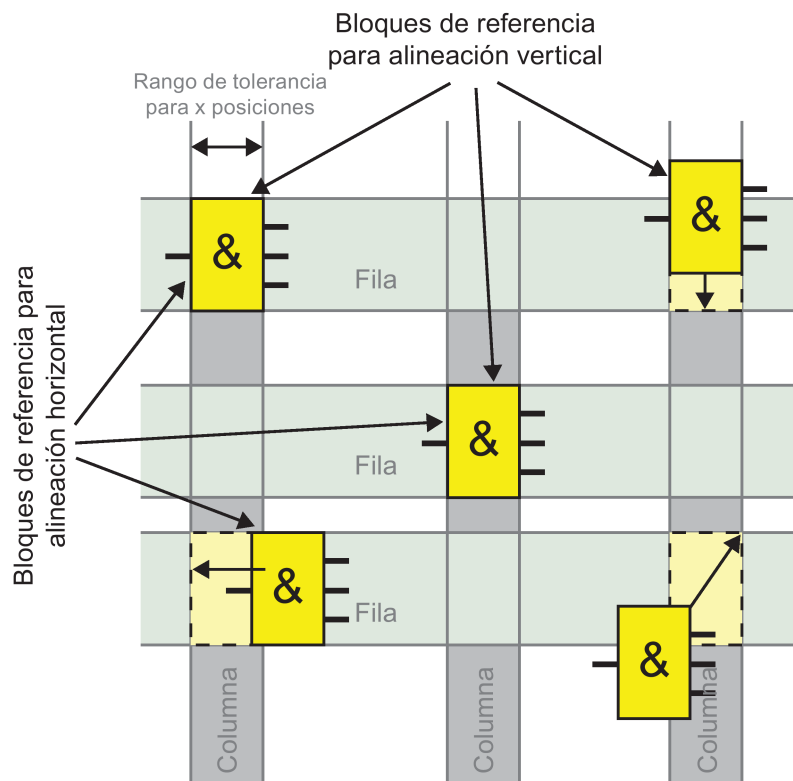 Bloques de referencia
para alineación vertical
Rango de tolerancia
para x posiciones
&
&
Fila
Bloques de referencia para
alineación horizontal
&
Fila
&
Fila
&
Columna
Columna
Columna